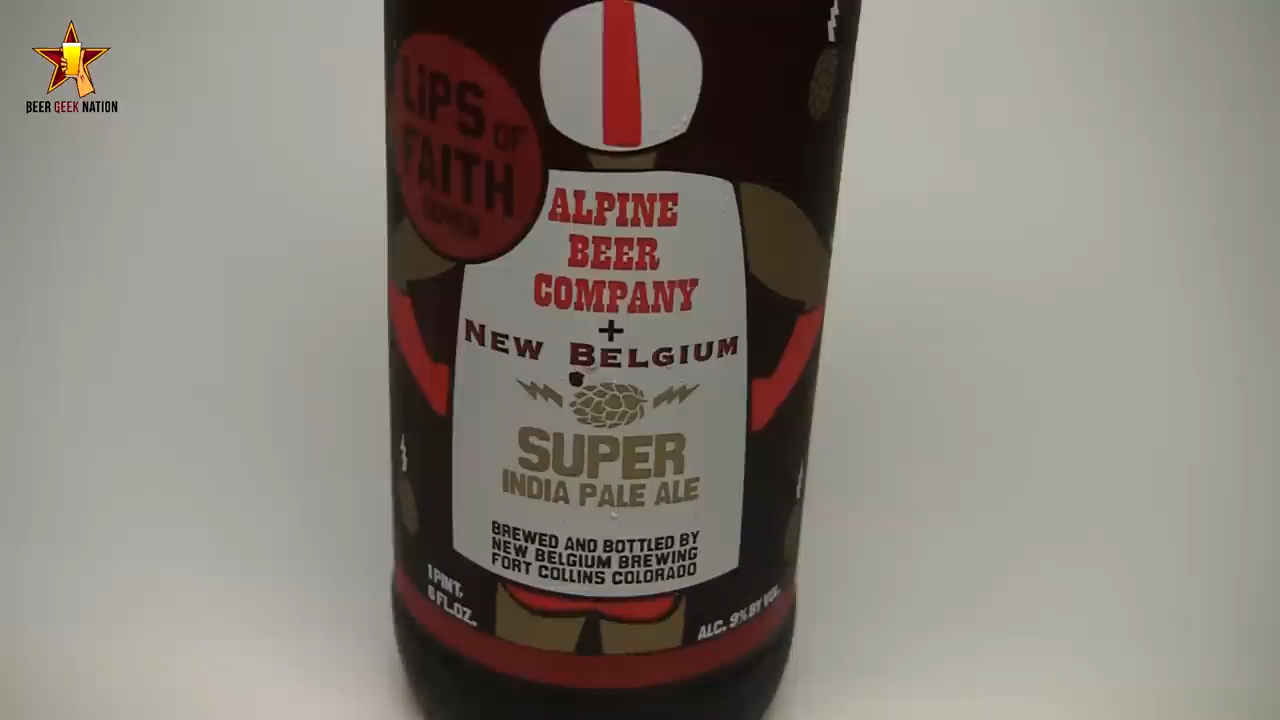 BEER GEEK NATION
LiPS OF
FAITH
SERIES
ALPINE
BEER
COMPANY
+
NEW BELGIUM
SUPER
INDIA PALE ALE
BREWED AND BOTTLED BY
NEW BELGIUM BREWING
FORT COLLINS COLORADO
1 PINT,
6 FL.OZ.
ALC. 9% BY VOL.